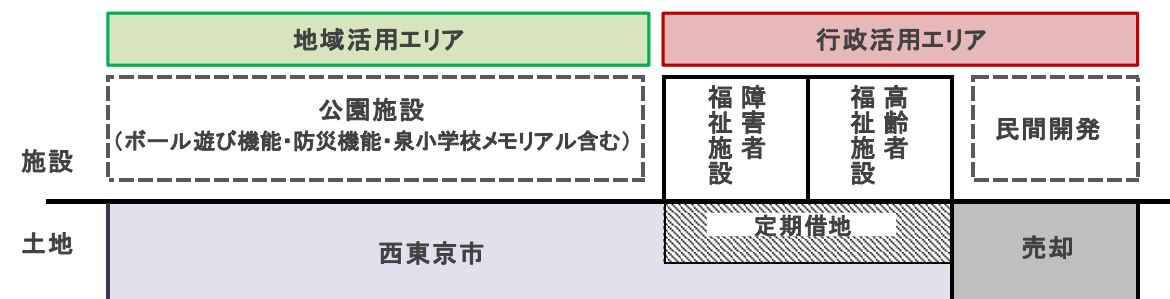 地域活用エリア
行政活用エリア
公園施設
（ボール遊び機能・防災機能・泉小学校メモリアル含む）
障害者
福祉施設
高齢者
福祉施設
民間開発
施設
定期借地
土地
西東京市
売却